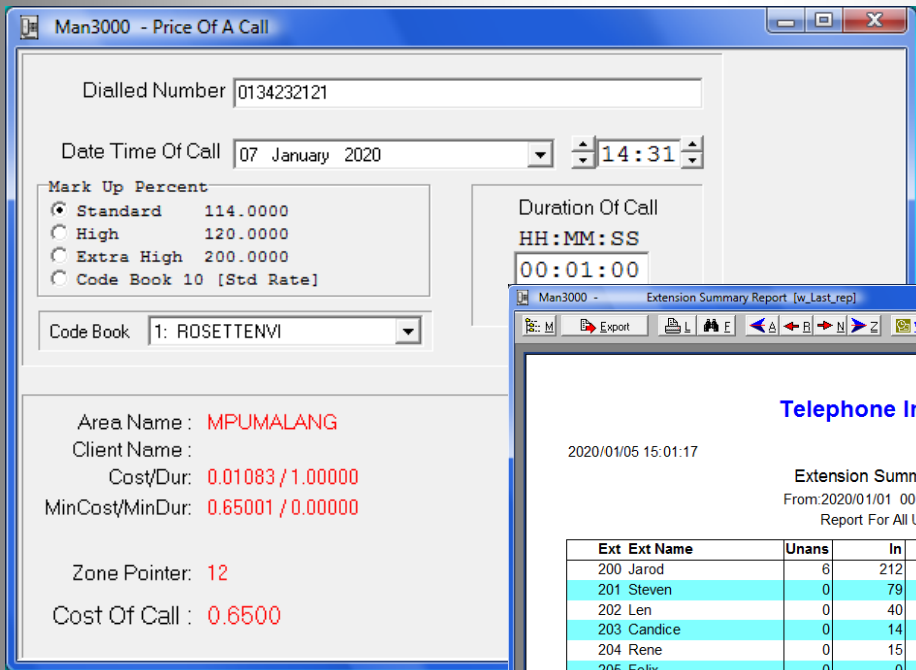 Man3000 - Price Of A Call
Dialled Number 0134232121
Date Time Of Call 07 January 2020 14:31
Mark Up Percent
Standard 114.0000
High 120.0000
Extra High 200.0000
Code Book 10 [Std Rate]
Duration Of Call
HH:MM:SS
00:01:00
Code Book 1: ROSETTENVI
Area Name : MPUMALANG
Client Name :
Cost/Dur: 0.01083 / 1.00000
MinCost/MinDur: 0.65001 / 0.00000
Zone Pointer: 12
Cost Of Call : 0.6500
Man3000 - Extension Summary Report [w_Last_rep]
M Export L F A R N Z
Telephone
2020/01/05 15:01:17
Extension
From:2020/01/01 00
Report For All
Ext Ext Name Unans In
200 Jarod 6 212
201 Steven 0 79
202 Len 0 40
203 Candice 0 14
204 Rene 0 15
205 Felix 0 0